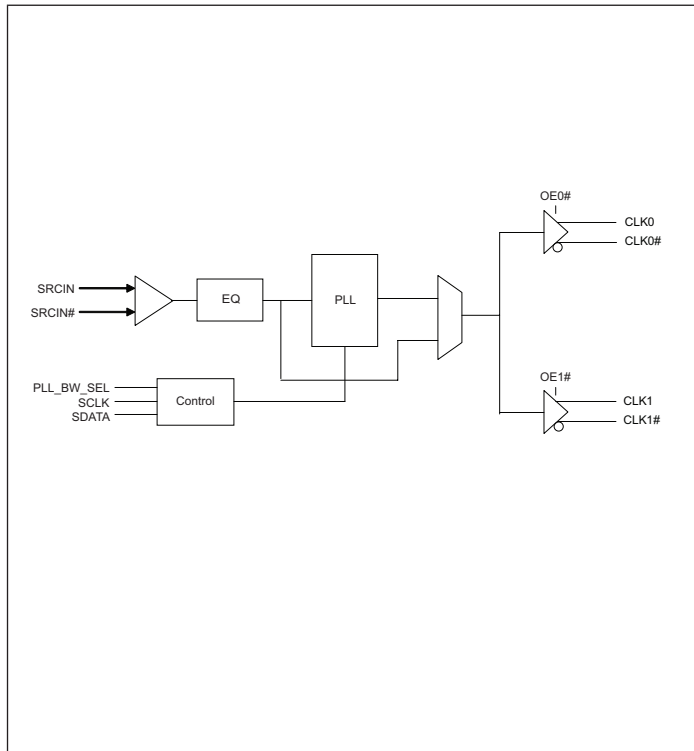 OE0#
CLK0
CLK0#
SRCIN
SRCIN#
EQ
PLL
PLL_BW_SEL
SCLK
SDATA
Control
OE1#
CLK1
CLK1#